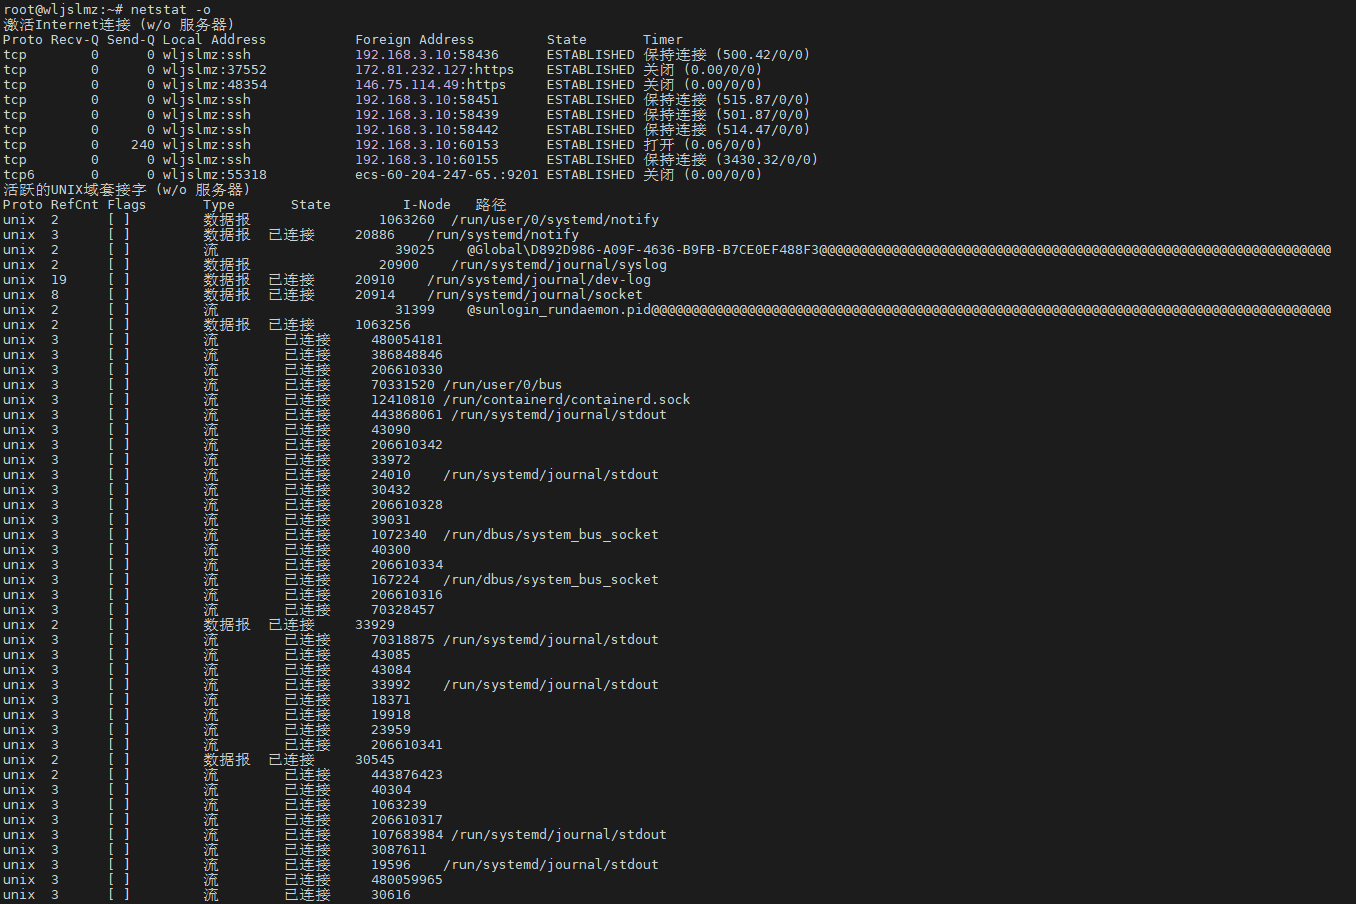 root@wljslmz:~# netstat -o
激活Internet连接 (w/o 服务器)
Proto Recv-Q Send-Q Local Address           Foreign Address         State       Timer
tcp        0      0 wljslmz:ssh             192.168.3.10:58436      ESTABLISHED 保持连接 (500.42/0/0)
tcp        0      0 wljslmz:37552           172.81.232.127:https    ESTABLISHED 关闭 (0.00/0/0)
tcp        0      0 wljslmz:48354           146.75.114.49:https     ESTABLISHED 关闭 (0.00/0/0)
tcp        0      0 wljslmz:ssh             192.168.3.10:58451      ESTABLISHED 保持连接 (515.87/0/0)
tcp        0      0 wljslmz:ssh             192.168.3.10:58439      ESTABLISHED 保持连接 (501.87/0/0)
tcp        0      0 wljslmz:ssh             192.168.3.10:58442      ESTABLISHED 保持连接 (514.47/0/0)
tcp        0    240 wljslmz:ssh             192.168.3.10:60153      ESTABLISHED 打开 (0.06/0/0)
tcp        0      0 wljslmz:ssh             192.168.3.10:60155      ESTABLISHED 保持连接 (3430.32/0/0)
tcp6       0      0 wljslmz:55318           ecs-60-204-247-65.:9201 ESTABLISHED 关闭 (0.00/0/0)
活跃的UNIX域套接字 (w/o 服务器)
Proto RefCnt Flags       Type       State         I-Node   路径
unix  2      [ ]         数据报                1063260  /run/user/0/systemd/notify
unix  3      [ ]         数据报  已连接     20886    /run/systemd/notify
unix  2      [ ]         流                      39025    @Global\D892D986-A09F-4636-B9FB-B7CE0EF488F3@@@@@@@@@@@@@@@@@@@@@@@@@@@@@@@@@@@@@@@@@@@@@@@@@@@@@@@@@@@@@@@@
unix  2      [ ]         数据报                20900    /run/systemd/journal/syslog
unix  19     [ ]         数据报  已连接     20910    /run/systemd/journal/dev-log
unix  8      [ ]         数据报  已连接     20914    /run/systemd/journal/socket
unix  2      [ ]         流                      31399    @sunlogin_rundaemon.pid@@@@@@@@@@@@@@@@@@@@@@@@@@@@@@@@@@@@@@@@@@@@@@@@@@@@@@@@@@@@@@@@@@@@@@@@@@@@@@@@@@@@@
unix  2      [ ]         数据报  已连接     1063256
unix  3      [ ]         流        已连接     480054181
unix  3      [ ]         流        已连接     386848846
unix  3      [ ]         流        已连接     206610330
unix  3      [ ]         流        已连接     70331520 /run/user/0/bus
unix  3      [ ]         流        已连接     12410810 /run/containerd/containerd.sock
unix  3      [ ]         流        已连接     443868061 /run/systemd/journal/stdout
unix  3      [ ]         流        已连接     43090
unix  3      [ ]         流        已连接     206610342
unix  3      [ ]         流        已连接     33972
unix  3      [ ]         流        已连接     24010    /run/systemd/journal/stdout
unix  3      [ ]         流        已连接     30432
unix  3      [ ]         流        已连接     206610328
unix  3      [ ]         流        已连接     39031
unix  3      [ ]         流        已连接     1072340  /run/dbus/system_bus_socket
unix  3      [ ]         流        已连接     40300
unix  3      [ ]         流        已连接     206610334
unix  3      [ ]         流        已连接     167224   /run/dbus/system_bus_socket
unix  3      [ ]         流        已连接     206610316
unix  3      [ ]         流        已连接     70328457
unix  2      [ ]         数据报  已连接     33929
unix  3      [ ]         流        已连接     70318875 /run/systemd/journal/stdout
unix  3      [ ]         流        已连接     43085
unix  3      [ ]         流        已连接     43084
unix  3      [ ]         流        已连接     33992    /run/systemd/journal/stdout
unix  3      [ ]         流        已连接     18371
unix  3      [ ]         流        已连接     19918
unix  3      [ ]         流        已连接     23959
unix  3      [ ]         流        已连接     206610341
unix  2      [ ]         数据报  已连接     30545
unix  2      [ ]         流        已连接     443876423
unix  3      [ ]         流        已连接     40304
unix  3      [ ]         流        已连接     1063239
unix  3      [ ]         流        已连接     206610317
unix  3      [ ]         流        已连接     107683984 /run/systemd/journal/stdout
unix  3      [ ]         流        已连接     3087611
unix  3      [ ]         流        已连接     19596    /run/systemd/journal/stdout
unix  3      [ ]         流        已连接     480059965
unix  3      [ ]         流        已连接     30616